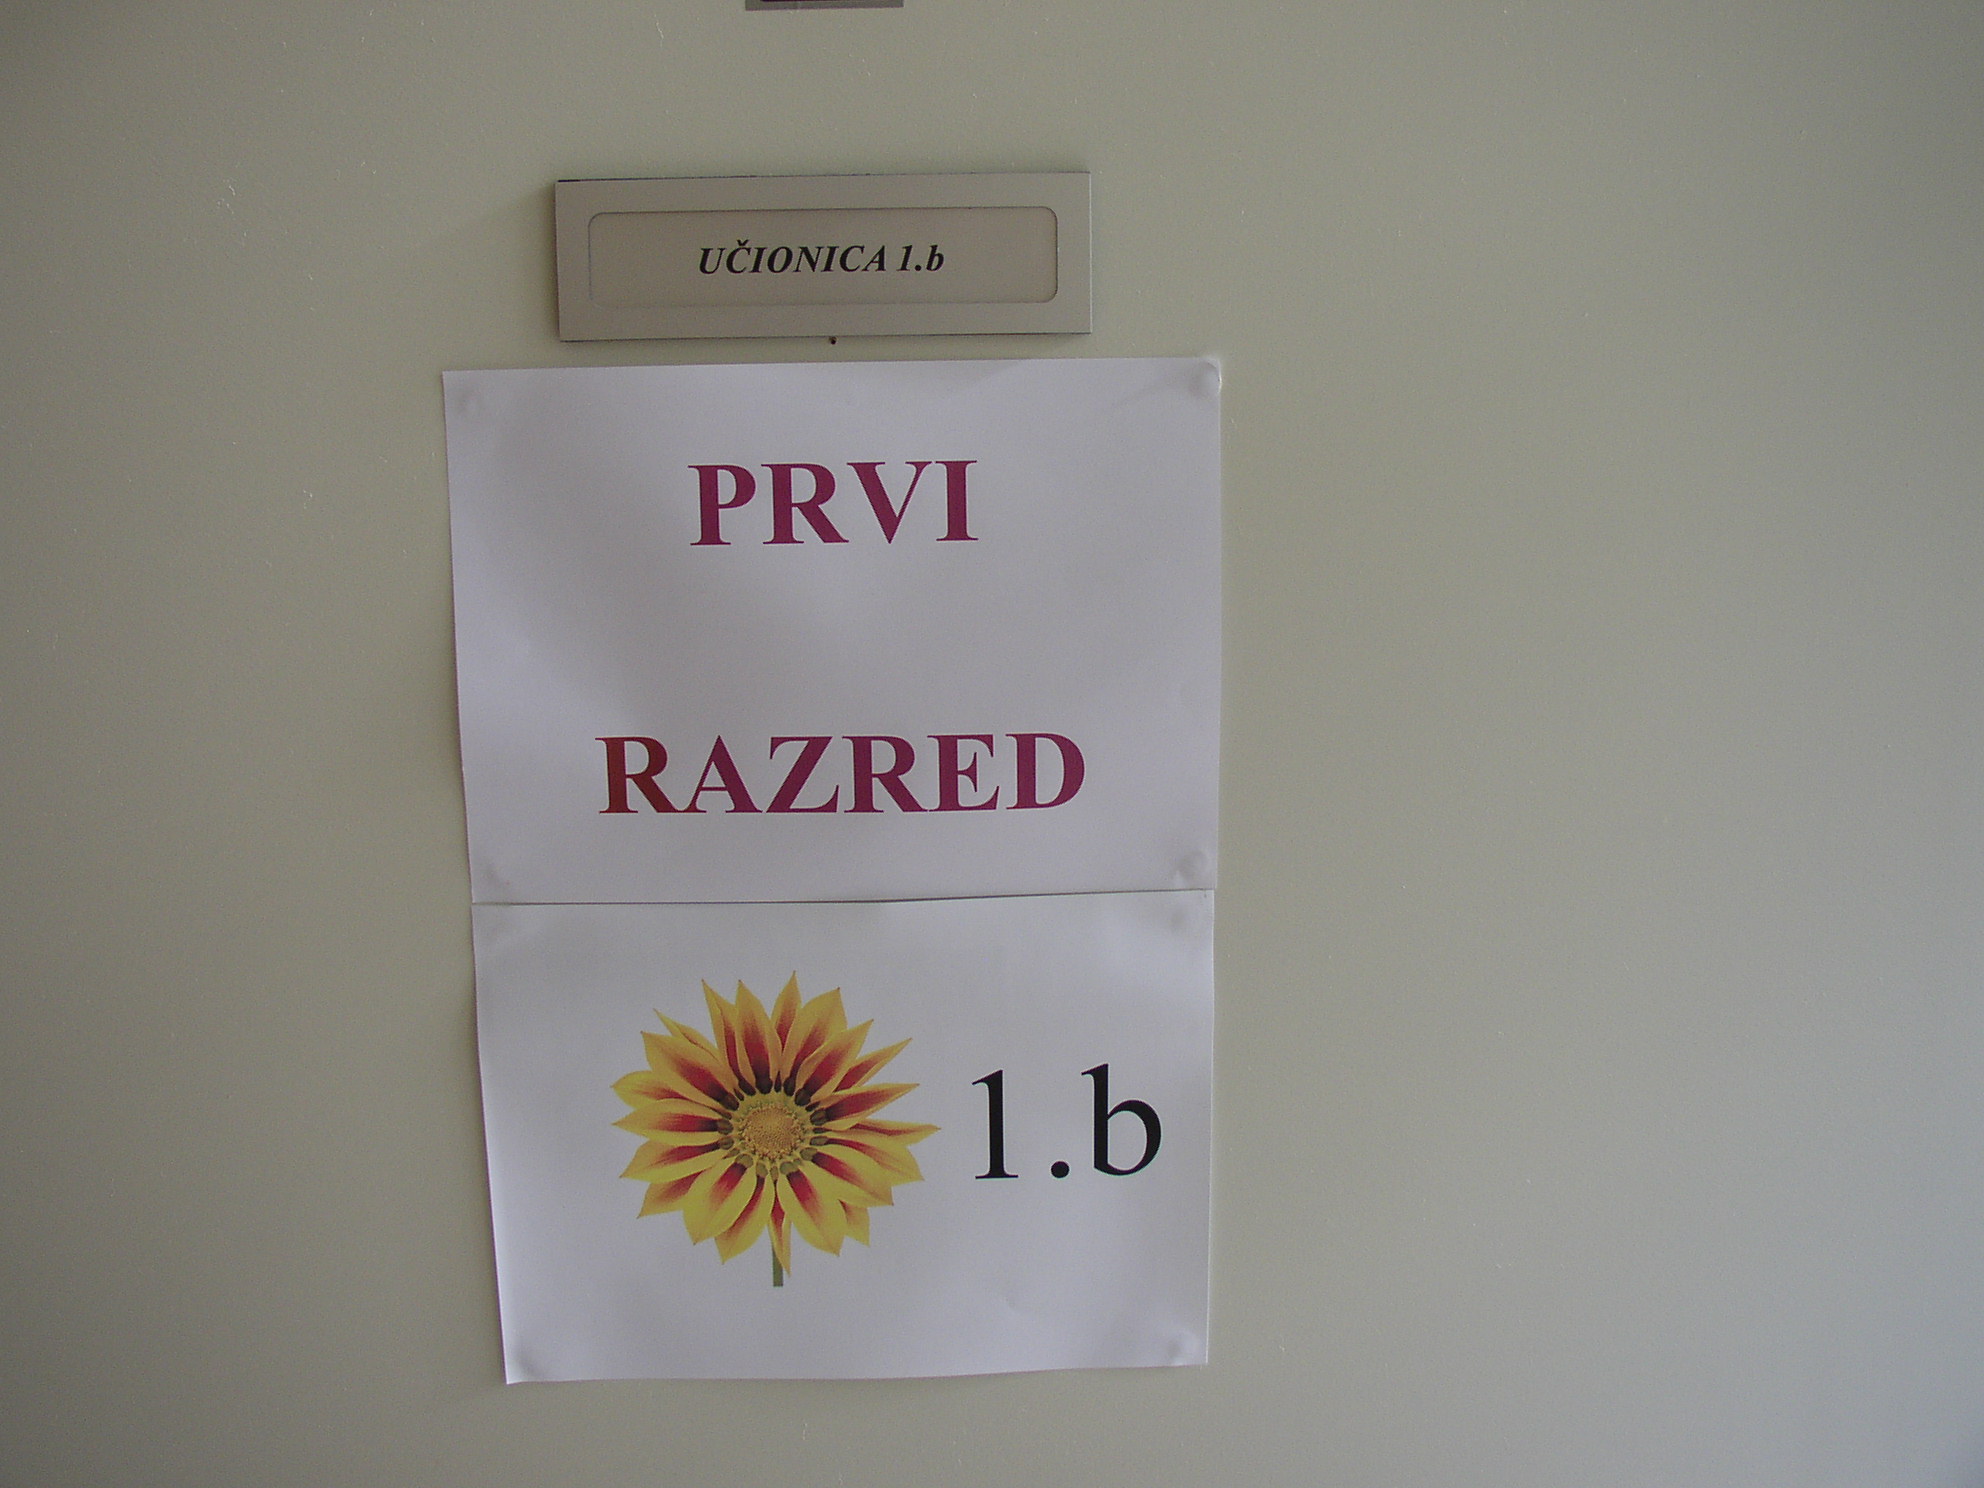 UČIONICA 1.b
PRVI
RAZRED
1.b